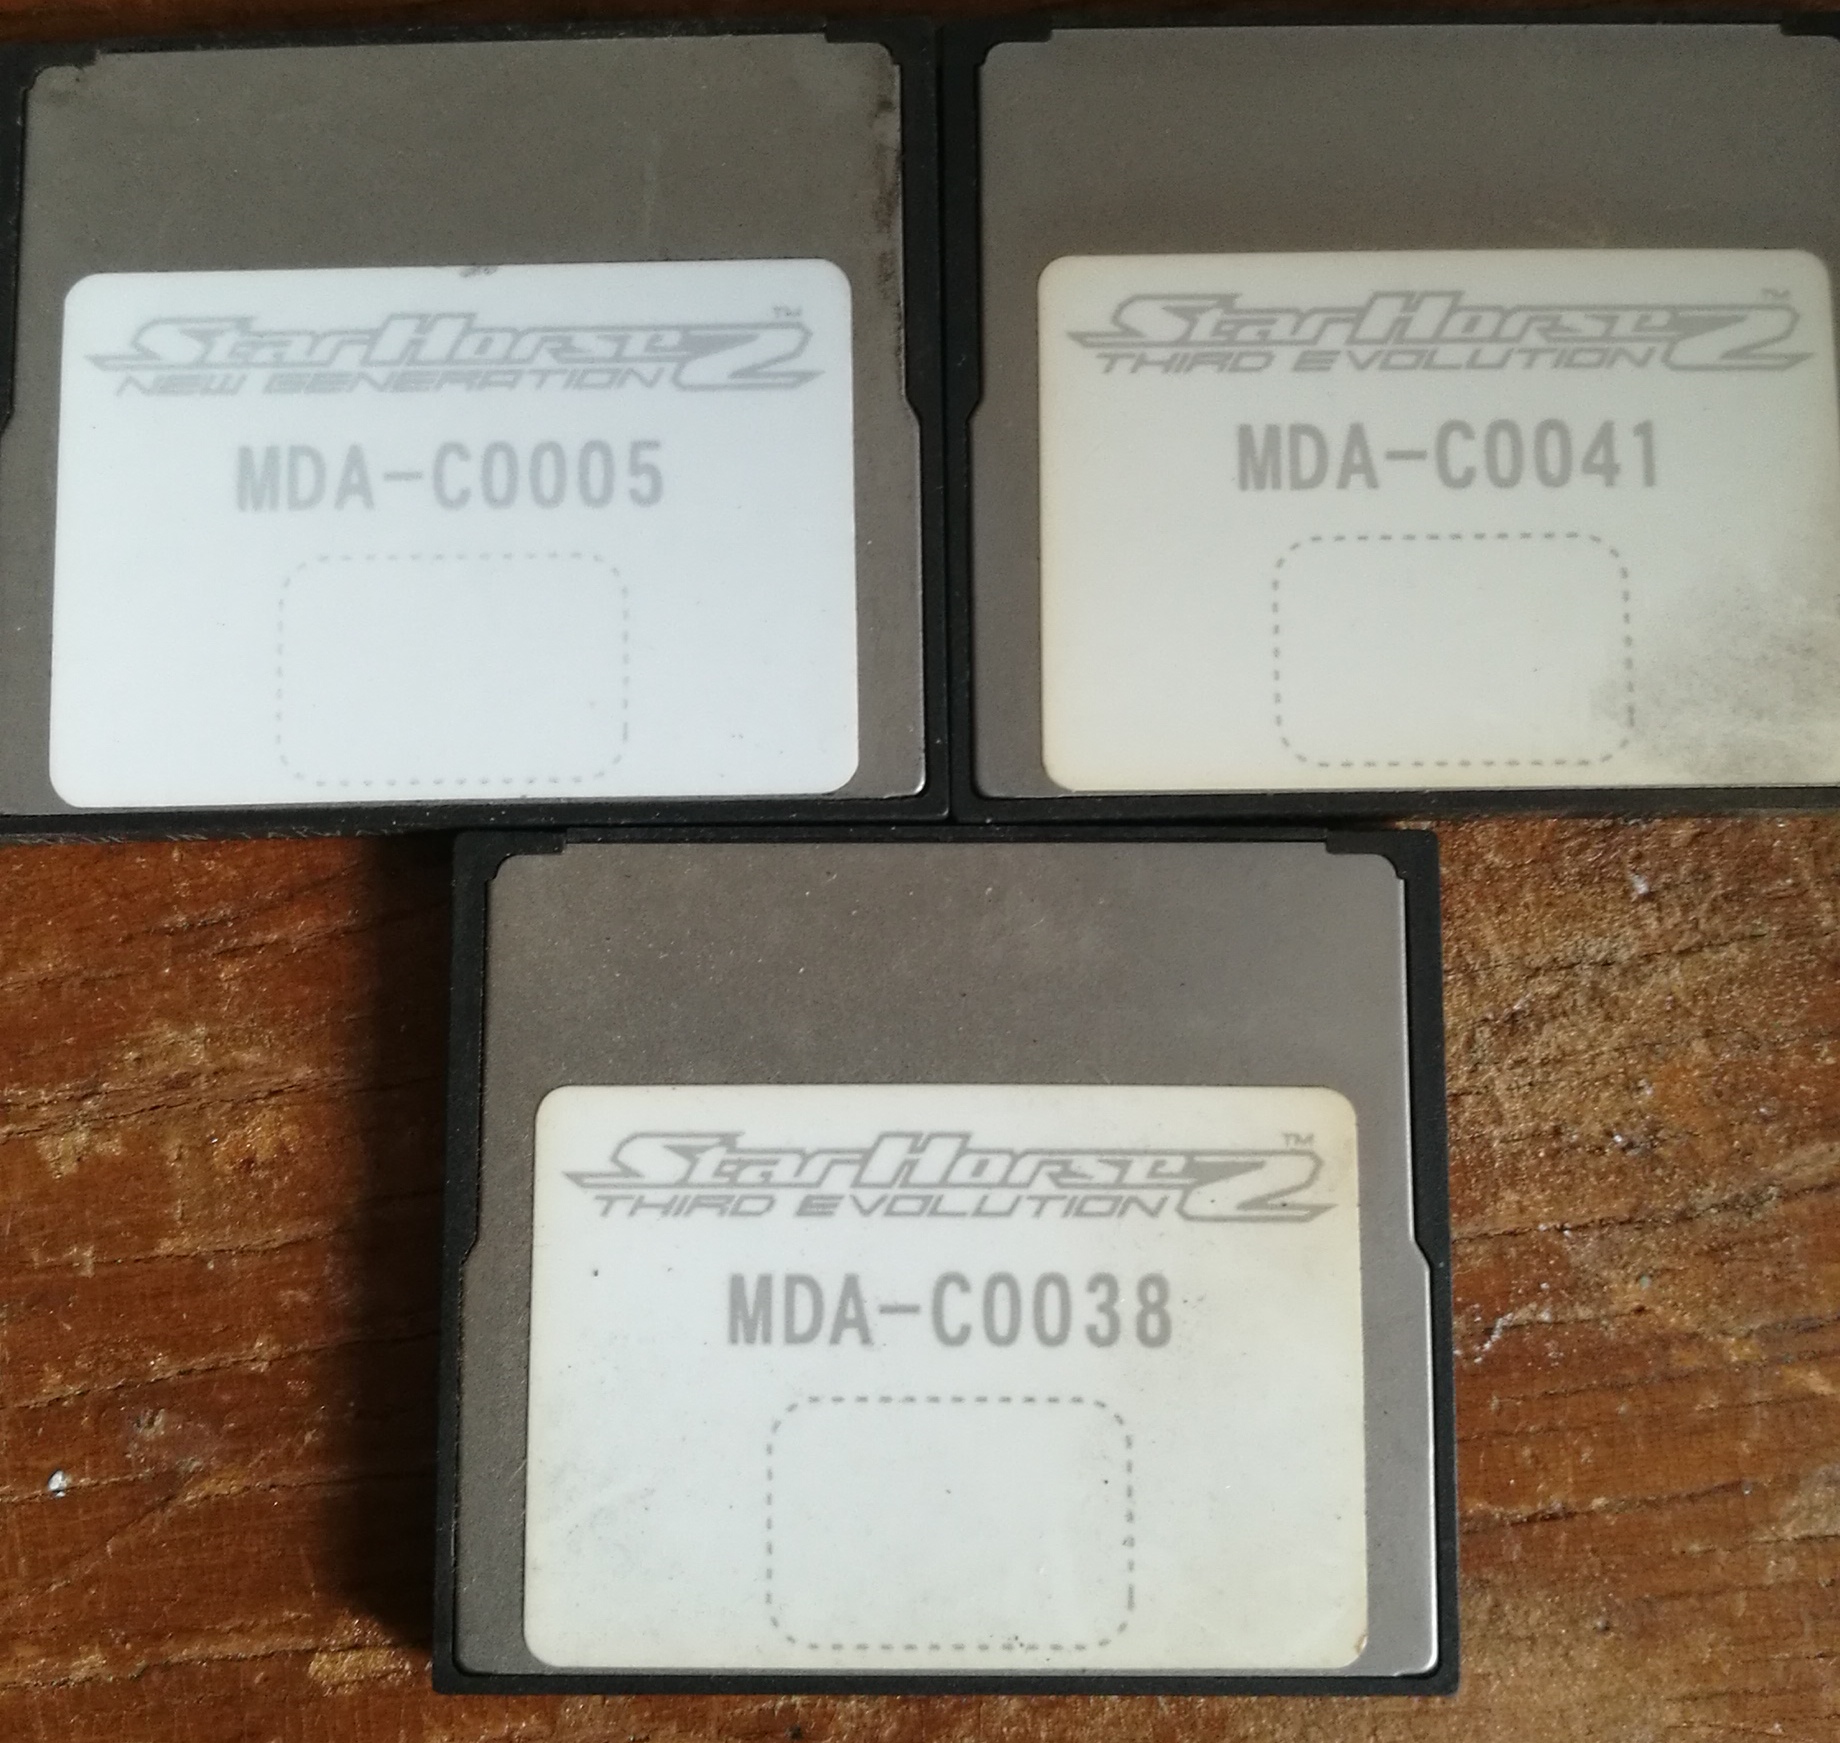 StarHorse2™
NEW GENERATION
MDA-C0005
StarHorse2™
THIRD EVOLUTION
MDA-C0041
StarHorse2™
THIRD EVOLUTION
MDA-C0038